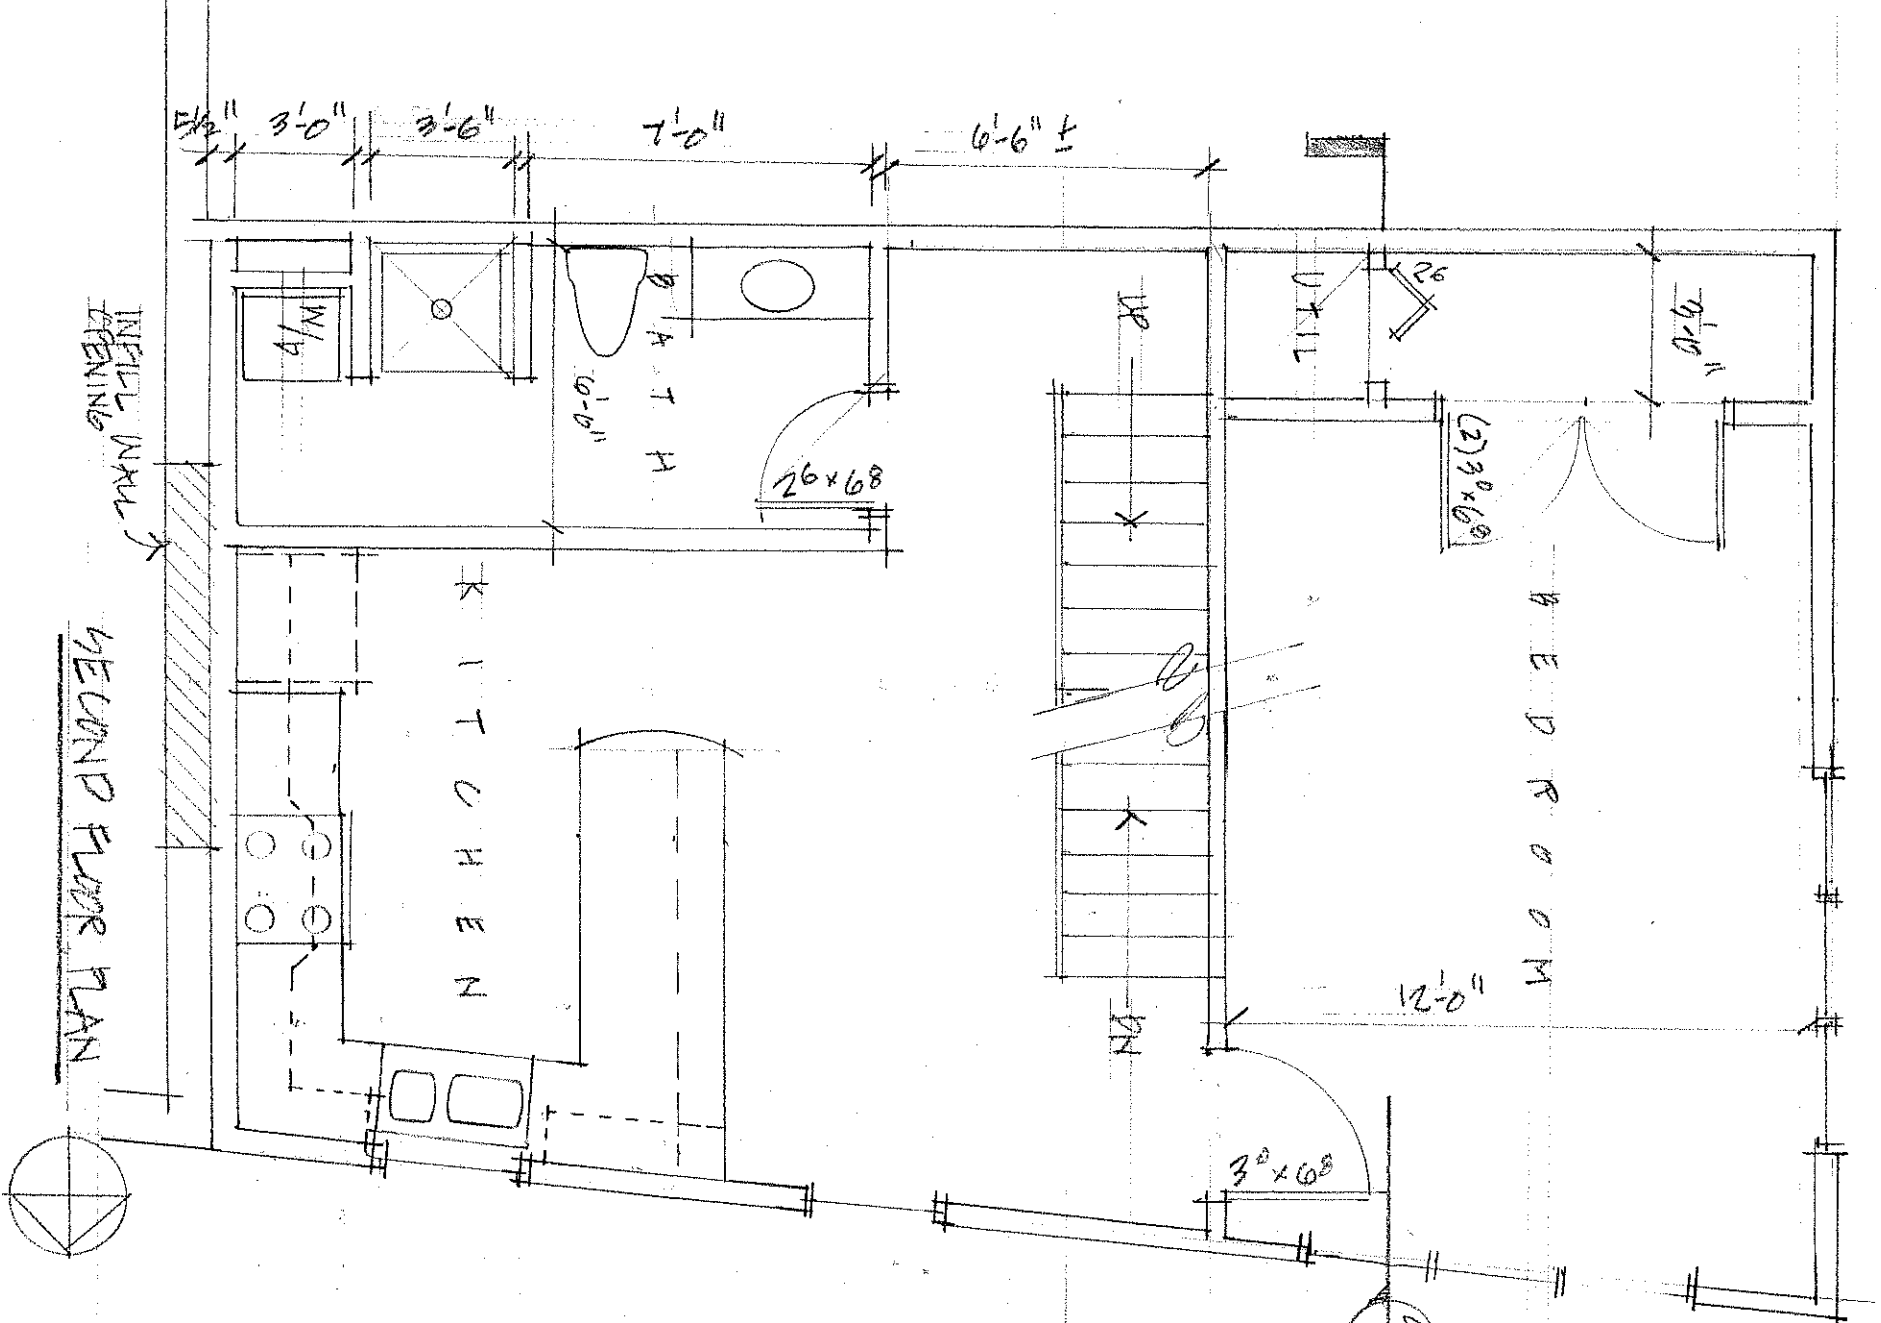 5½"
3'-0"
3'-6"
7'-0"
6'-6" ±
W/D
BATH
6'-6"
2⁶ x 6⁸
UP
UTIL
26
3'-0"
(2) 3⁰ x 6⁸
BEDROOM
INFILL WALL
OPENING
KITCHEN
12'-0"
DN
3⁰ x 6⁸
SECOND FLOOR PLAN